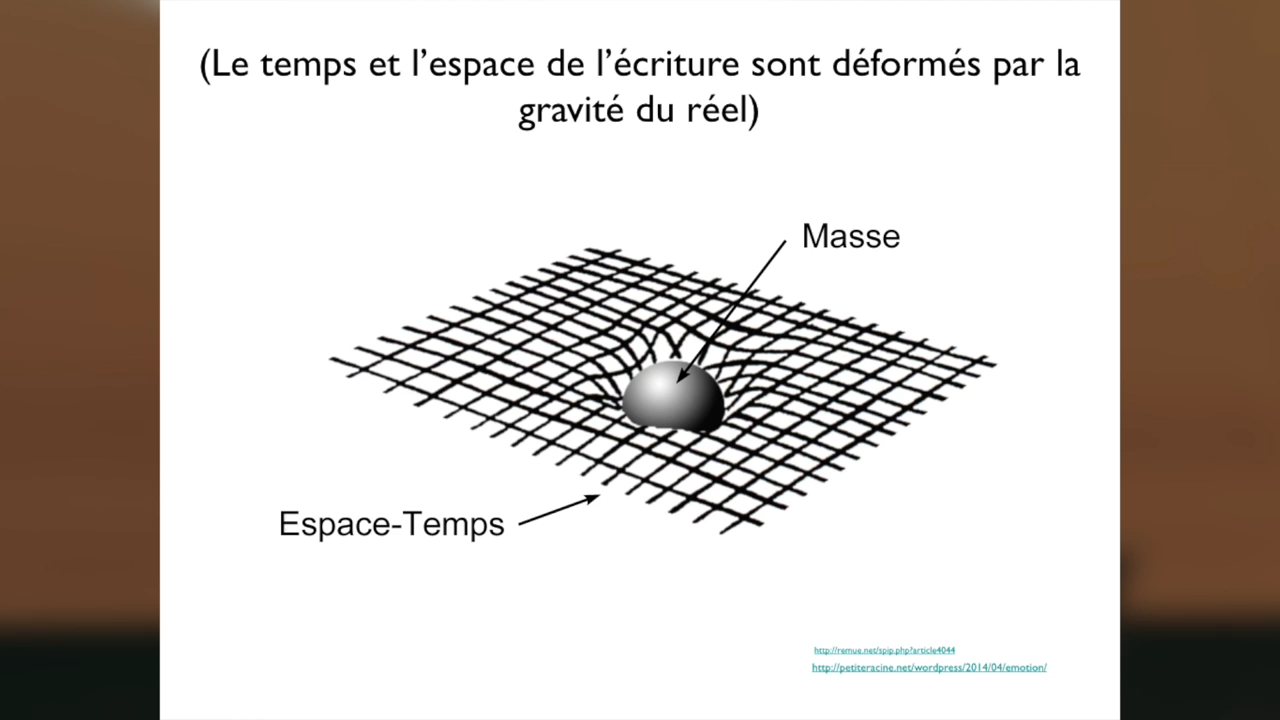 (Le temps et l’espace de l’écriture sont déformés par la
gravité du réel)
Masse
Espace-Temps
http://remue.net/spip.php?article4044
http://petiteracine.net/wordpress/2014/04/emotion/